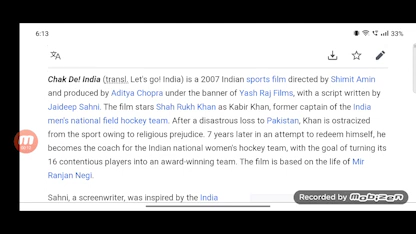 6:13
33%
Chak De! India (transl. Let's go! India) is a 2007 Indian sports film directed by Shimit Amin
and produced by Aditya Chopra under the banner of Yash Raj Films, with a script written by
Jaideep Sahni. The film stars Shah Rukh Khan as Kabir Khan, former captain of the India
men's national field hockey team. After a disastrous loss to Pakistan, Khan is ostracized
from the sport owing to religious prejudice. 7 years later in an attempt to redeem himself, he
becomes the coach for the Indian national women's hockey team, with the goal of turning its
16 contentious players into an award-winning team. The film is based on the life of Mir
Ranjan Negi.
Recorded by mobizen
Sahni, a screenwriter, was inspired by the India